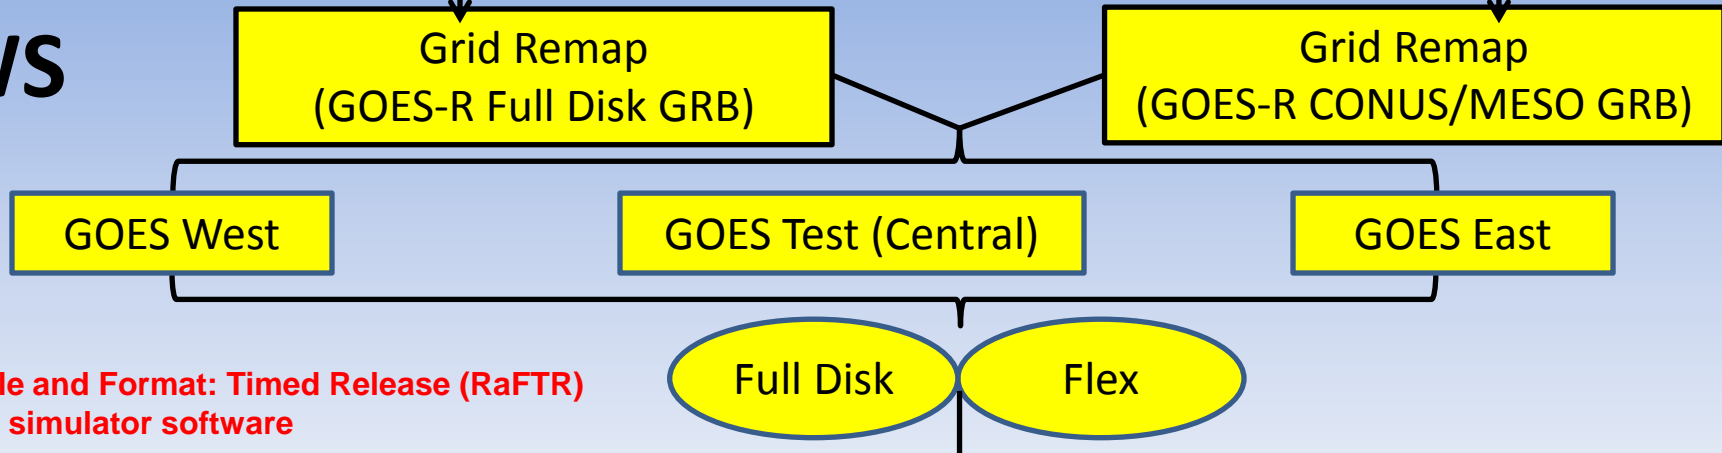 Grid Remap
(GOES-R Full Disk GRB)
Grid Remap
(GOES-R CONUS/MESO GRB)
GOES West
GOES Test (Central)
GOES East
Full Disk
Flex
and Format: Timed Release (RaFTR)
simulator software